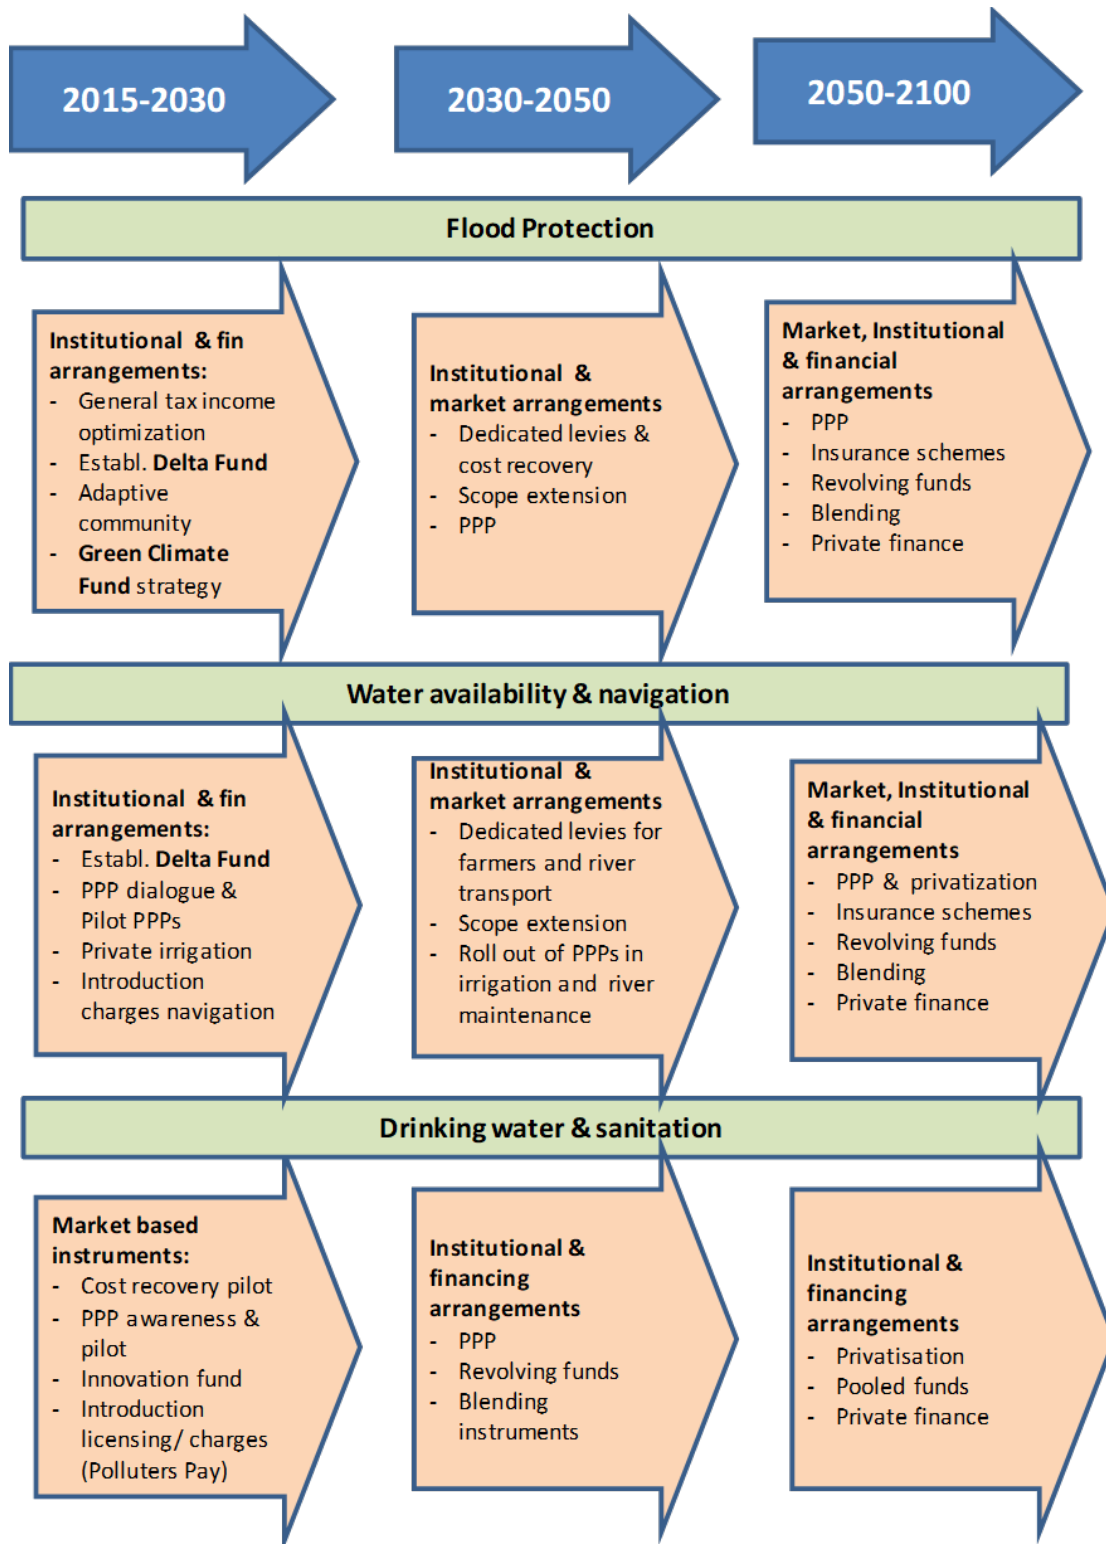 2015-2030
2030-2050
2050-2100
Flood Protection
Institutional & fin
arrangements:
- General tax income
optimization
- Establ. Delta Fund
- Adaptive
community
- Green Climate
Fund strategy
Institutional &
market arrangements
- Dedicated levies &
cost recovery
- Scope extension
- PPP
Market, Institutional
& financial
arrangements
- PPP
- Insurance schemes
- Revolving funds
- Blending
- Private finance
Water availability & navigation
Institutional & fin
arrangements:
- Establ. Delta Fund
- PPP dialogue &
Pilot PPPs
- Private irrigation
- Introduction
charges navigation
Institutional &
market arrangements
- Dedicated levies for
farmers and river
transport
- Scope extension
- Roll out of PPPs in
irrigation and river
maintenance
Market, Institutional
& financial
arrangements
- PPP & privatization
- Insurance schemes
- Revolving funds
- Blending
- Private finance
Drinking water & sanitation
Market based
instruments:
- Cost recovery pilot
- PPP awareness &
pilot
- Innovation fund
- Introduction
licensing/ charges
(Polluters Pay)
Institutional &
financing
arrangements
- PPP
- Revolving funds
- Blending
instruments
Institutional &
financing
arrangements
- Privatisation
- Pooled funds
- Private finance